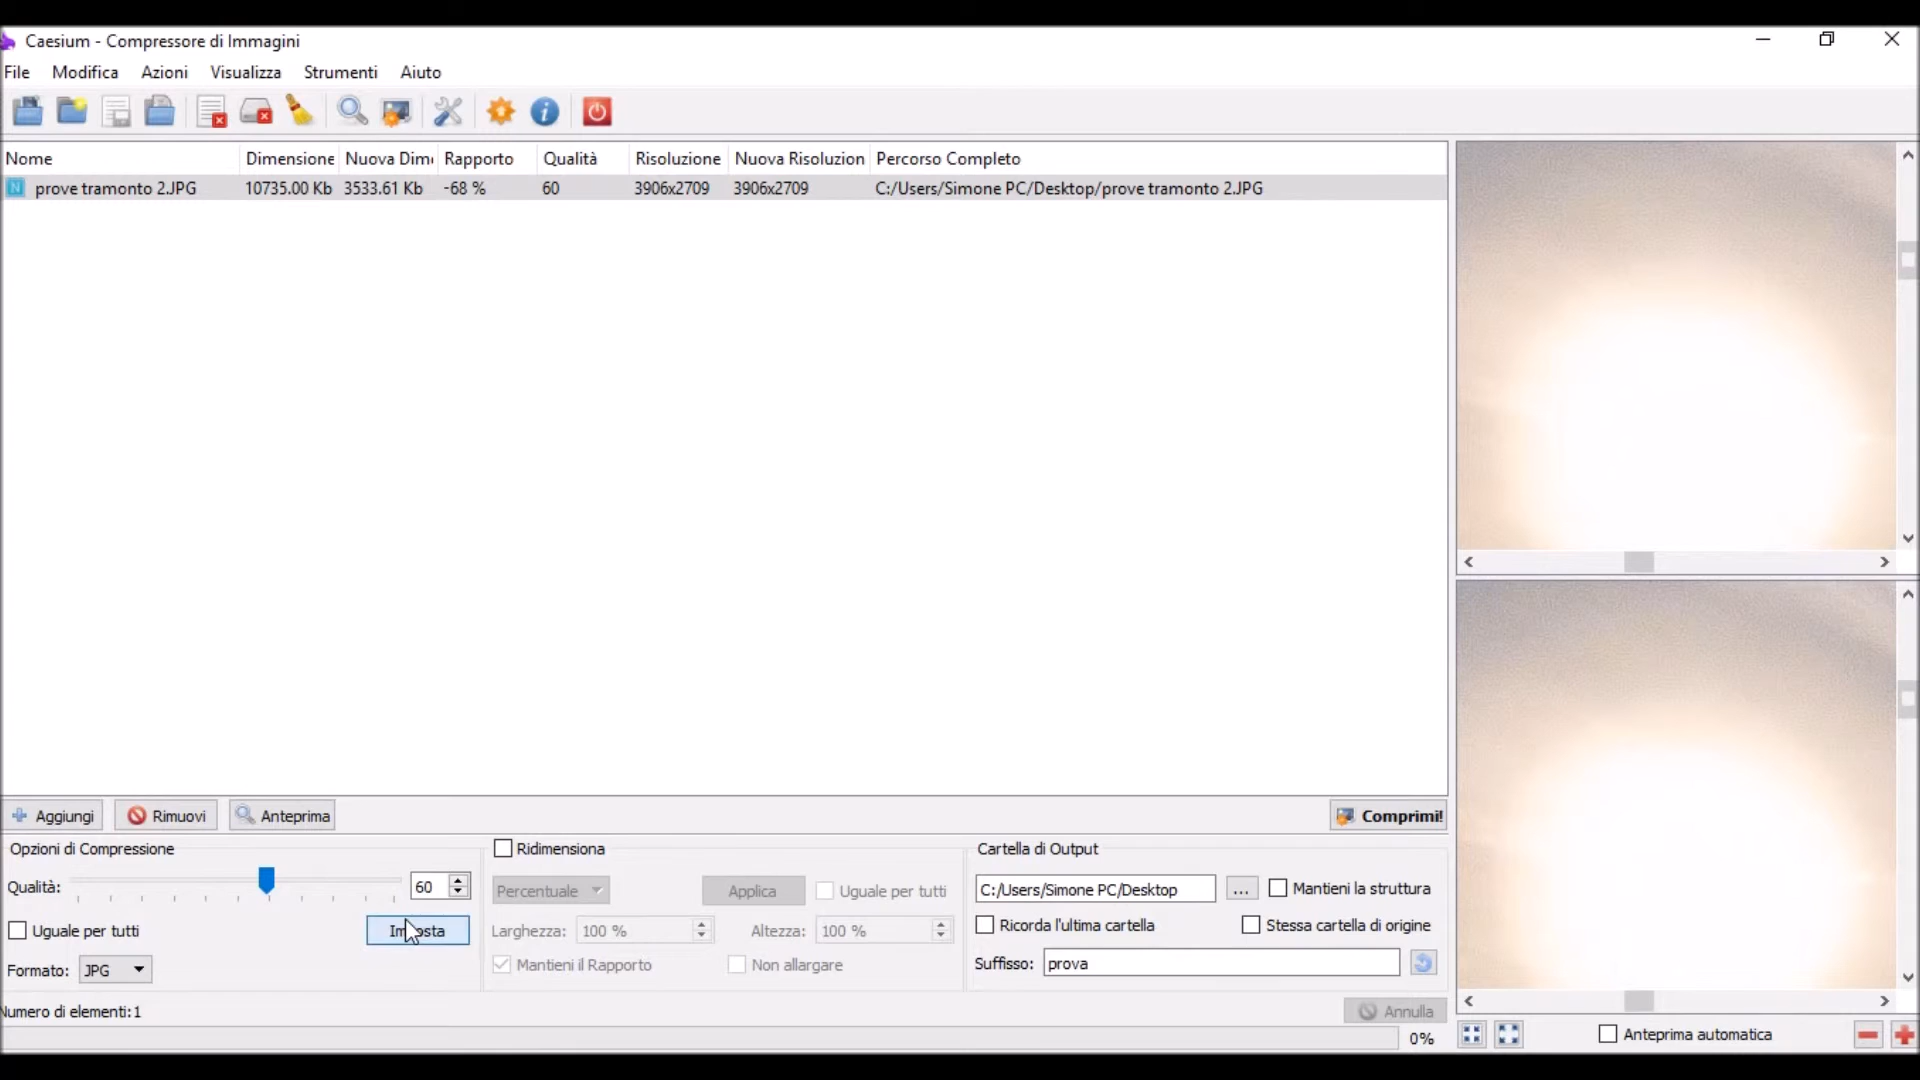 Caesium - Compressore di Immagini
File Modifica Azioni Visualizza Strumenti Aiuto
Nome Dimensione Nuova Dim Rapporto Qualità Risoluzione Nuova Risoluzion Percorso Completo
N prove tramonto 2.JPG 10735.00 Kb 3533.61 Kb -68 % 60 3906x2709 3906x2709 C:/Users/Simone PC/Desktop/prove tramonto 2.JPG
Aggiungi Rimuovi Anteprima Comprimi!
Opzioni di Compressione Ridimensiona Cartella di Output
Qualità: 60 Percentuale Applica Uguale per tutti C:/Users/Simone PC/Desktop ... Mantieni la struttura
Uguale per tutti Larghezza: 100 % Altezza: 100 % Ricorda l'ultima cartella Stessa cartella di origine
Formato: JPG Mantieni il Rapporto Non allargare Suffisso: prova
Numero di elementi:1 Annulla
0% Anteprima automatica